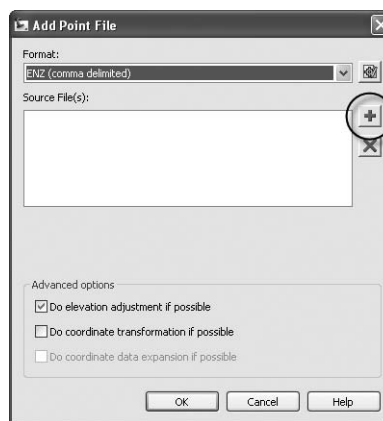 Add Point File
Format:
ENZ (comma delimited)
Source File(s):
Advanced options
Do elevation adjustment if possible
Do coordinate transformation if possible
Do coordinate data expansion if possible
OK Cancel Help